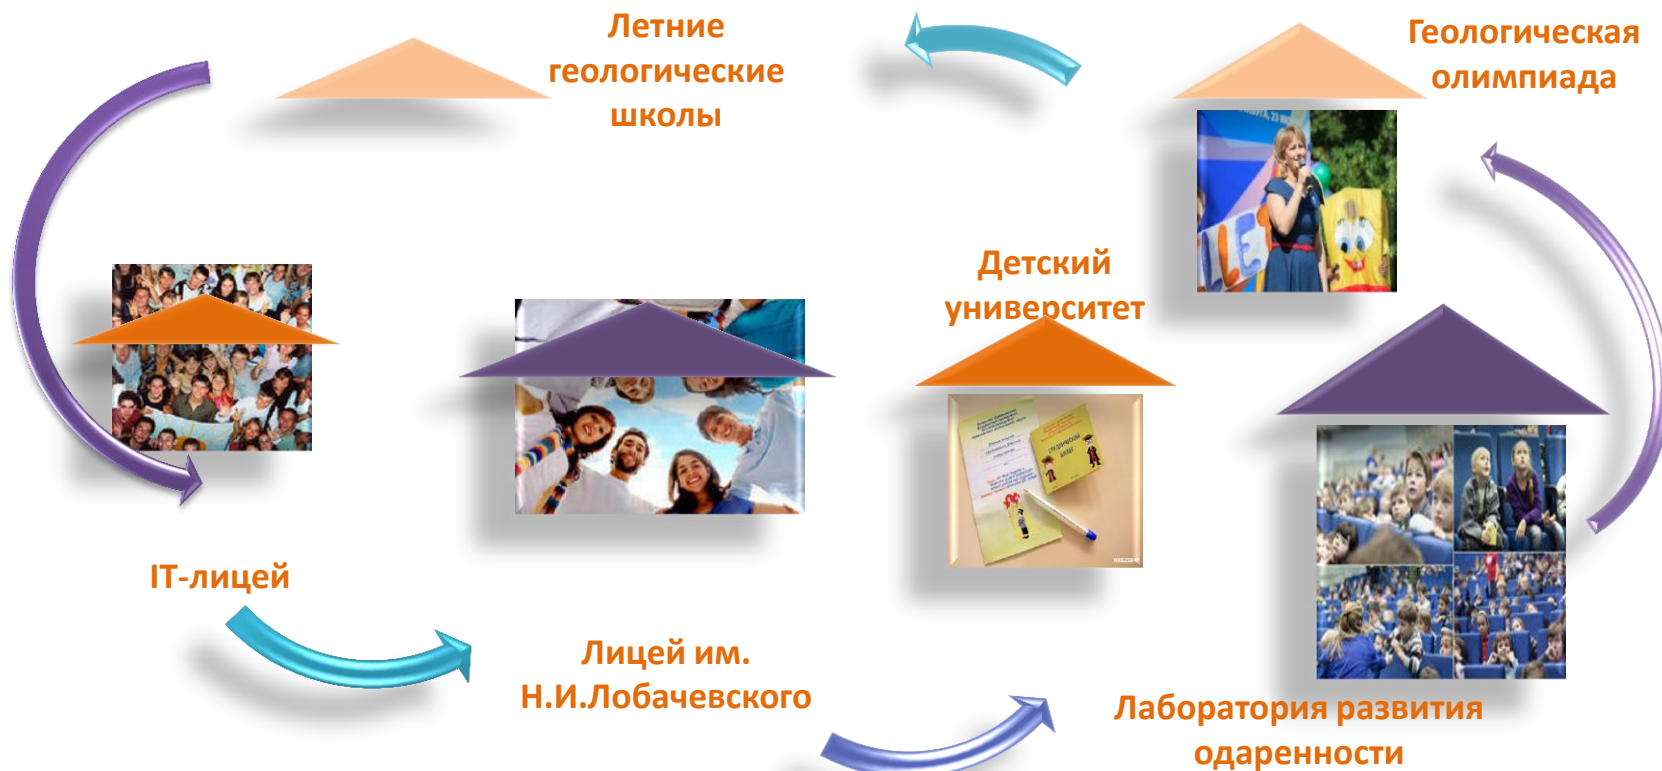 Летние
геологические
школы
Геологическая
олимпиада
Детский
университет
IT-лицей
Лицей им.
Н.И.Лобачевского
Лаборатория развития
одаренности